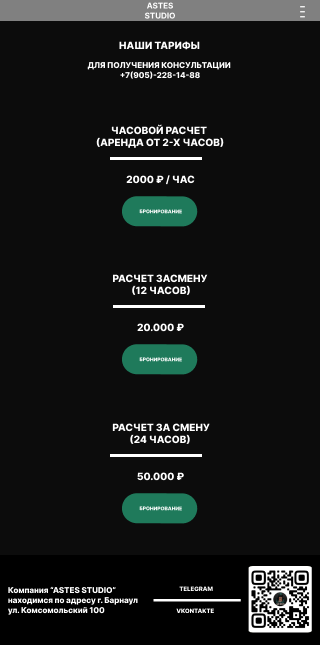 ASTES
STUDIO
НАШИ ТАРИФЫ
ДЛЯ ПОЛУЧЕНИЯ КОНСУЛЬТАЦИИ
+7(905)-228-14-88
ЧАСОВОЙ РАСЧЕТ
(АРЕНДА ОТ 2-Х ЧАСОВ)
2000 ₽ / ЧАС
БРОНИРОВАНИЕ
РАСЧЕТ ЗАСМЕНУ
(12 ЧАСОВ)
20.000 ₽
БРОНИРОВАНИЕ
РАСЧЕТ ЗА СМЕНУ
(24 ЧАСОВ)
50.000 ₽
БРОНИРОВАНИЕ
Компания "ASTES STUDIO"
находимся по адресу г. Барнаул
ул. Комсомольский 100
TELEGRAM
VKONTAKTE